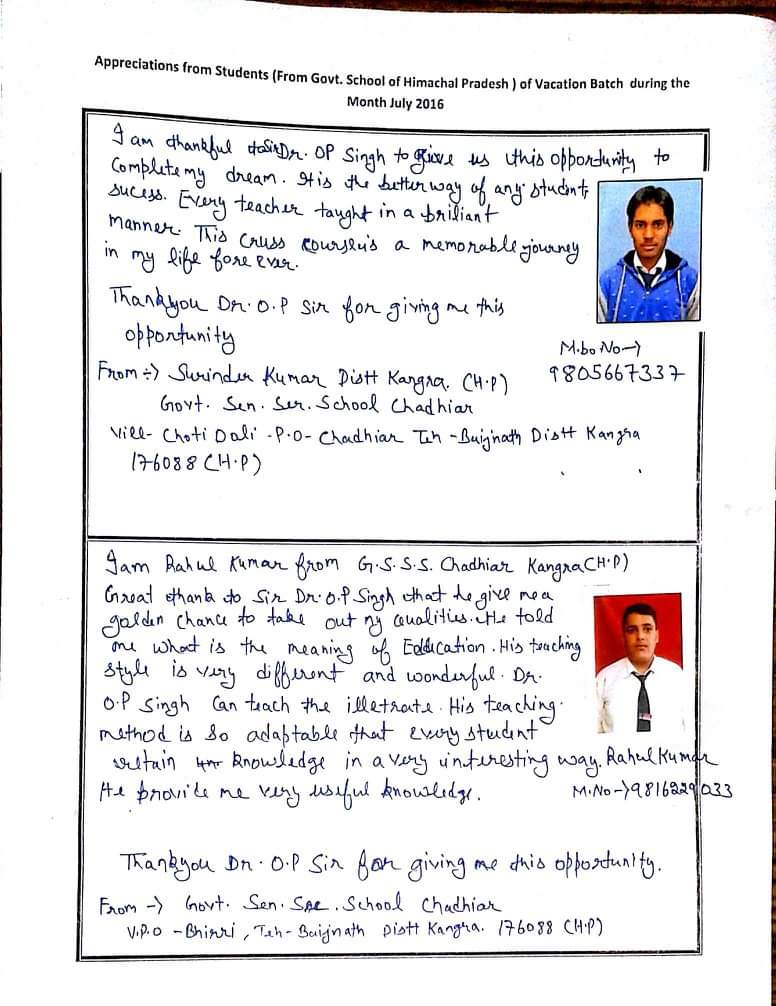 Appreciations from Students (From Govt. School of Himachal Pradesh ) of Vacation Batch during the
Month July 2016
I am thankful to Sir Dr. OP Singh to give us this opportunity to
complete my dream. It is the better way of any student,
sucess. Every teacher taught in a briliant
manner. This cruss course is a memorable journey
in my life fore ever.
Thankyou Dr. O.P Sir for giving me this
opportunity
Mibo No→
9805667337
From ÷) Surinder Kumar Distt Kangra. (H.P)
Govt. Sen. Ser. School Chadhiar
Vill- Choti Dali - P.O- Chadhiar Teh - Baijnath Distt Kangra
176088 (H.P)
I am Rahul Kumar from G.S.S.S. Chadhiar Kangra (H.P)
Great thank to Sir Dr. O.P Singh that he give me a
golden chance to take out my qualities. He told
me what is the meaning of Education. His teaching
style is very different and wonderful. Dr.
O.P Singh can teach the illetrate. His teaching
method is so adaptable that every student
retain knowledge in a very interesting way. Rahul Kumar
He provide me very useful knowledge. M.No→9816229033
Thankyou Dr. O.P Sir for giving me this opportunity.
From → Govt. Sen. Sec. School Chadhiar
V.P.O - Bhirri, Teh- Baijnath Distt Kangra. 176088 (H.P)